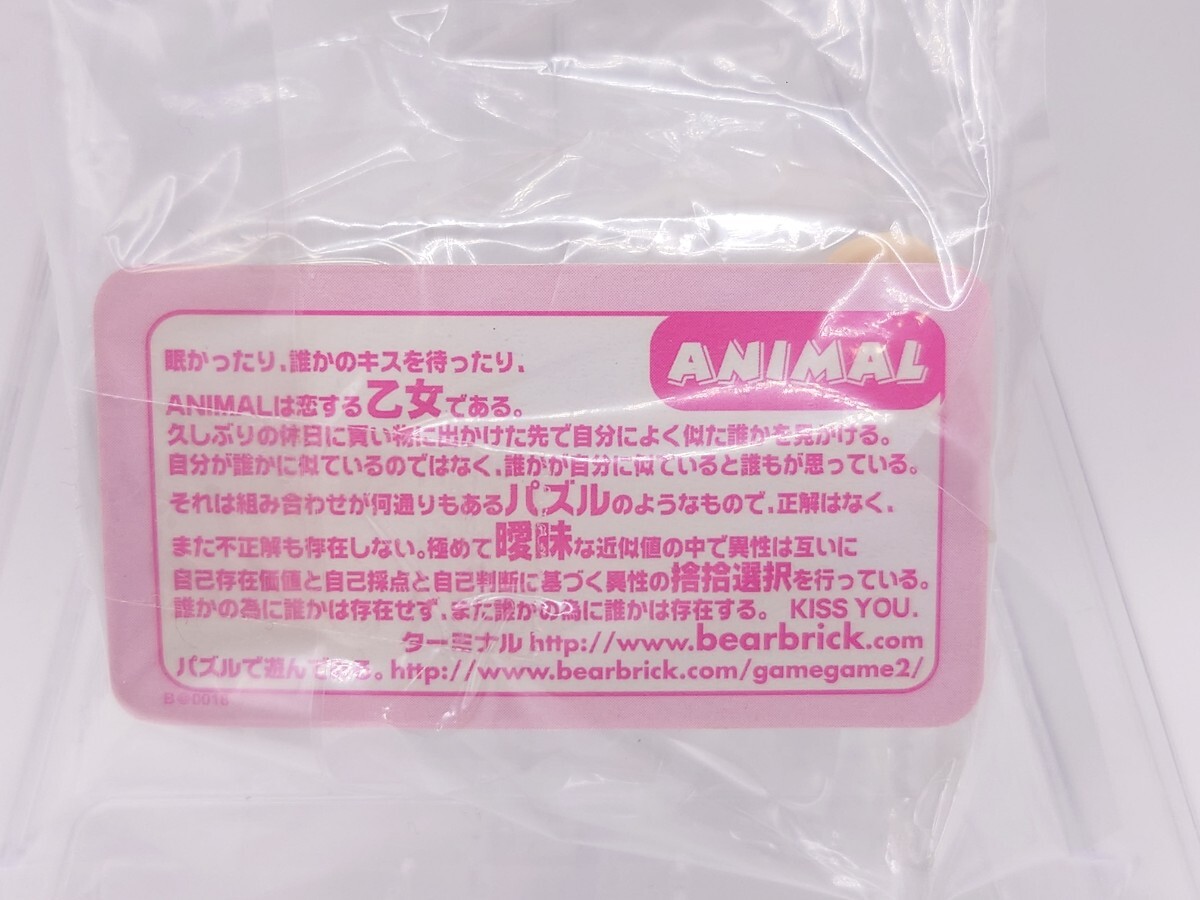 ANIMAL
眠かったり、誰かのキスを待ったり、
ANIMALは恋する乙女である。
久しぶりの休日に買い物に出かけた先で自分によく似た誰かを見かける。
自分が誰かに似ているのではなく、誰かが自分に似ていると誰もが思っている。
それは組み合わせが何通りもあるパズルのようなもので、正解はなく、
また不正解も存在しない。極めて曖昧な近似値の中で異性は互いに
自己存在価値と自己採点と自己判断に基づく異性の捨拾選択を行っている。
誰かの為に誰かは存在せず、また誰かの為に誰かは存在する。 KISS YOU.
ターミナル http://www.bearbrick.com
パズルで遊んでみる。http://www.bearbrick.com/gamegame2/